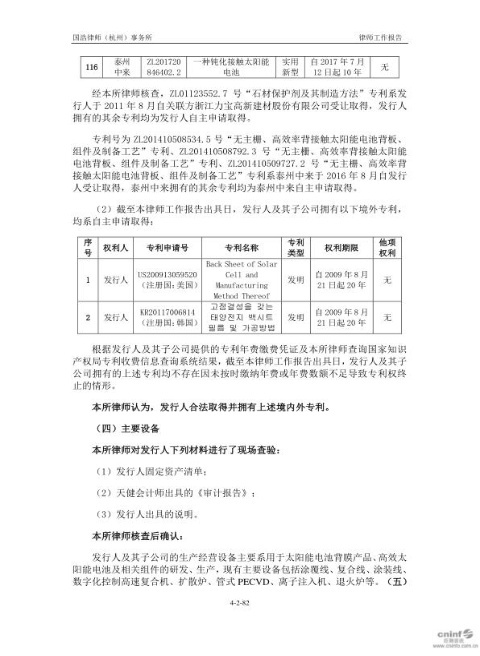 国浩律师（杭州）事务所 律师工作报告
116 泰州中来 ZL201720846402.2 一种钝化接触太阳能电池 实用新型 自 2017 年 7 月 12 日起 10 年 无
经本所律师核查，ZL01123552.7 号“石材保护剂及其制造方法”专利系发
行人于 2011 年 8 月自关联方浙江力宝高新建材股份有限公司受让取得，发行人
拥有的其余专利均为发行人自主申请取得。
专利号为 ZL201410508534.5 号“无主栅、高效率背接触太阳能电池背板、
组件及制备工艺”专利、ZL201410508792.3 号“无主栅、高效率背接触太阳能
电池背板、组件及制备工艺”专利、ZL201410509727.2 号“无主栅、高效率背
接触太阳能电池背板、组件及制备工艺”专利系泰州中来于 2016 年 8 月自发行
人受让取得，泰州中来拥有的其余专利均为泰州中来自主申请取得。
（2）截至本律师工作报告出具日，发行人及其子公司拥有以下境外专利，
均系自主申请取得：
序号 权利人 专利申请号 专利名称 专利类型 权利期限 他项权利
1 发行人 US200913059520（注册国:美国） Back Sheet of Solar Cell and Manufacturing Method Thereof 发明 自 2009 年 8 月 21 日起 20 年 无
2 发行人 KR20117006814（注册国:韩国） 고정결성을 갖는 태양전지 백시트 필름 및 가공방법 发明 自 2009 年 8 月 21 日起 20 年 无
根据发行人及其子公司提供的专利年费缴费凭证及本所律师查询国家知识
产权局专利收费信息查询系统结果，截至本律师工作报告出具日，发行人及其子
公司拥有的上述专利均不存在因未按时缴纳年费或年费数额不足导致专利权终
止的情形。
本所律师认为，发行人合法取得并拥有上述境内外专利。
（四）主要设备
本所律师对发行人下列材料进行了现场查验：
（1）发行人固定资产清单；
（2）天健会计师出具的《审计报告》；
（3）发行人出具的说明。
本所律师核查后确认：
发行人及其子公司的生产经营设备主要系用于太阳能电池背膜产品、高效太
阳能电池及相关组件的研发、生产，现有主要设备包括涂覆线、复合线、涂装线、
数字化控制高速复合机、扩散炉、管式 PECVD、离子注入机、退火炉等。（五）
4-2-82
cninf
巨潮资讯
www.cninfo.com.cn